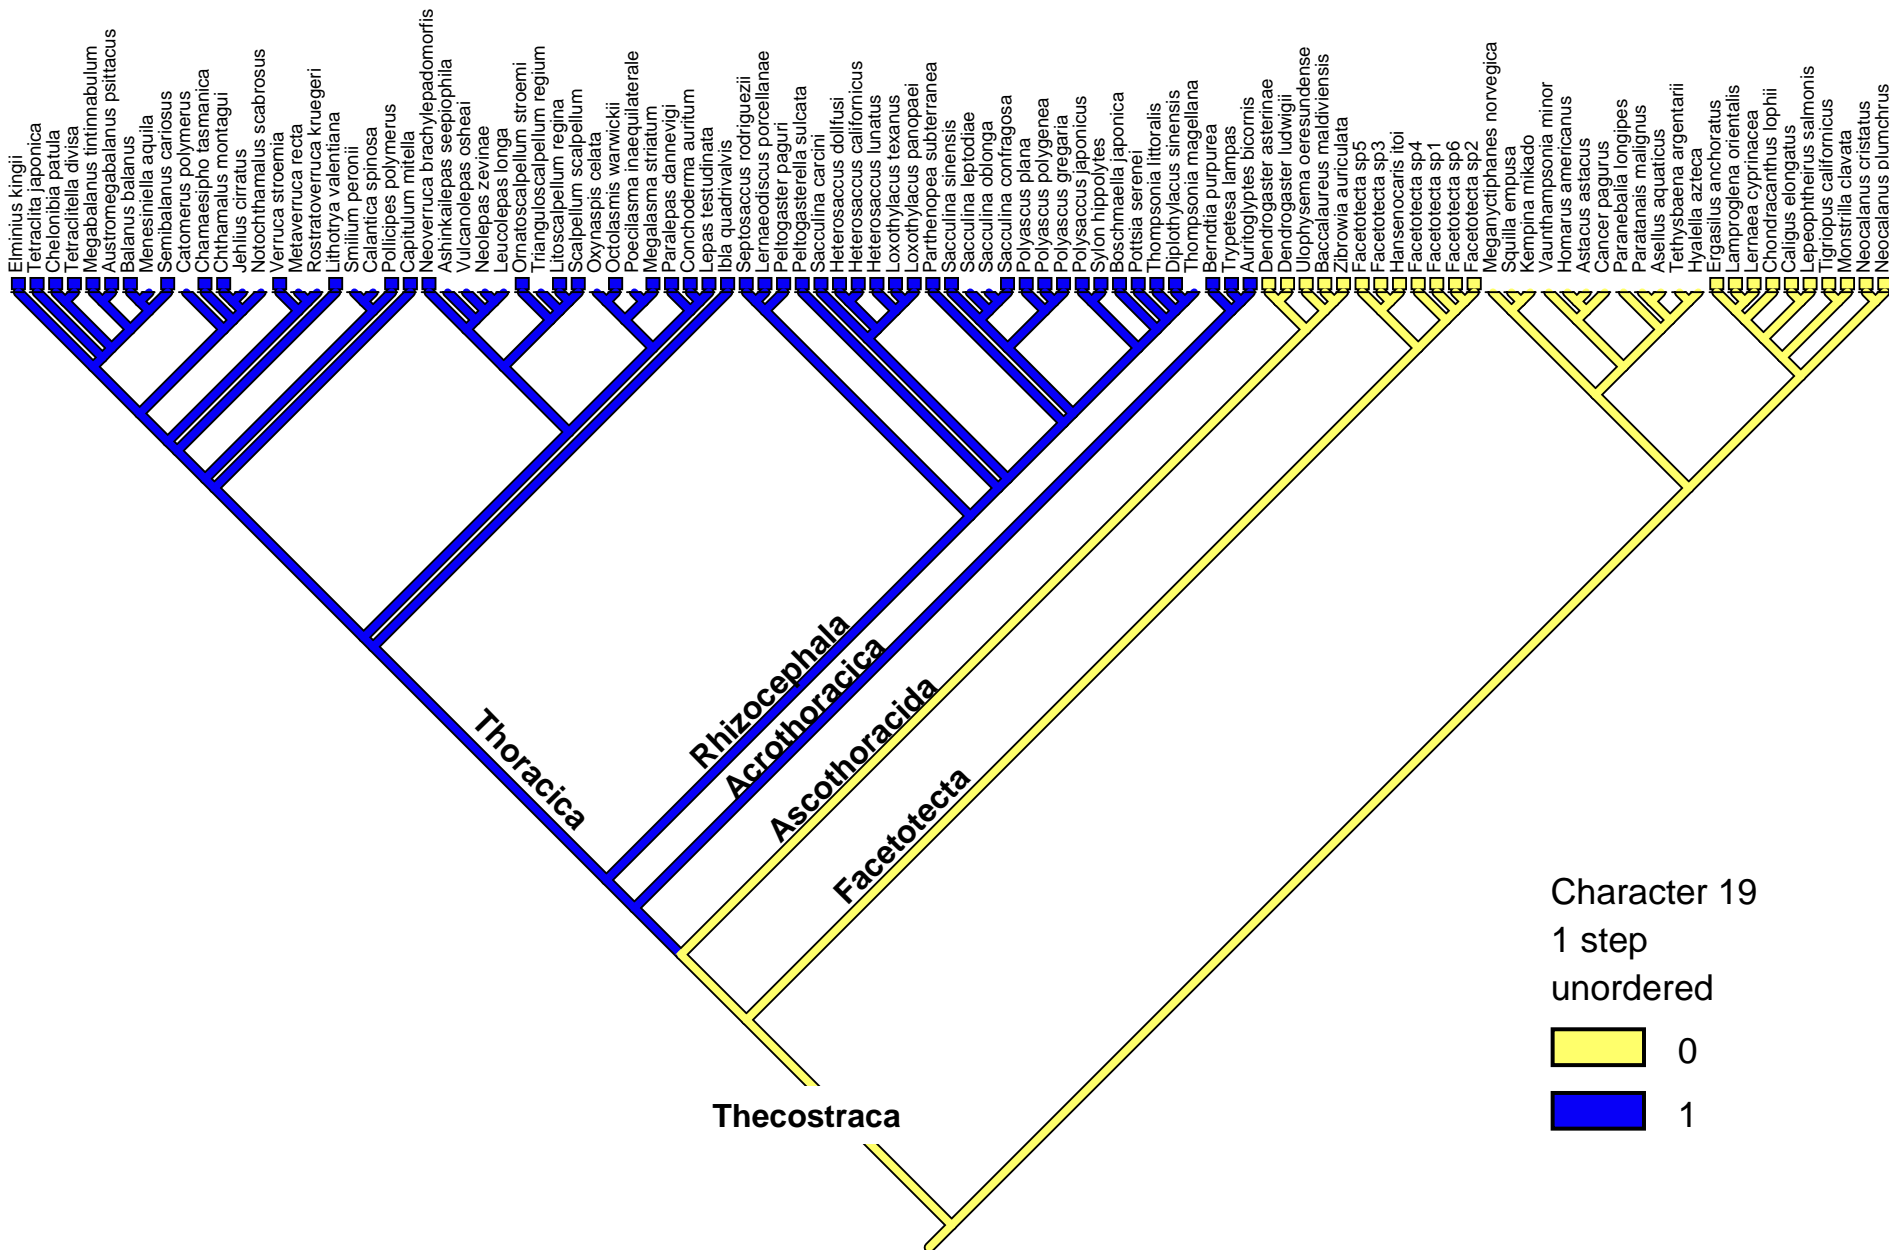 Elminius kingii
Tetraclita japonica
Chelonibia patula
Tetraclitella divisa
Megabalanus tintinnabulum
Austromegabalanus psittacus
Balanus balanus
Menesiniella aquila
Semibalanus cariosus
Catomerus polymerus
Chamaesipho tasmanica
Chthamalus montagui
Jehlius cirratus
Notochthamalus scabrosus
Verruca stroemia
Metaverruca recta
Rostratoverruca kruegeri
Lithotrya valentiana
Smilium peronii
Calantica spinosa
Pollicipes polymerus
Capitulum mitella
Neoverruca brachylepadomorfis
Ashinkailepas seepiophila
Vulcanolepas osheai
Neolepas zevinae
Leucolepas longa
Ornatoscalpellum stroemi
Trianguloscalpellum regium
Litoscalpellum regina
Scalpellum scalpellum
Oxynaspis celata
Octolasmis warwickii
Poecilasma inaequilaterale
Megalasma striatum
Paralepas dannevigi
Conchoderma auritum
Lepas testudinata
Ibla quadrivalvis
Septosaccus rodriguezii
Lernaeodiscus porcellanae
Peltogaster paguri
Peltogasterella sulcata
Sacculina carcini
Heterosaccus dollfusi
Heterosaccus californicus
Heterosaccus lunatus
Loxothylacus texanus
Loxothylacus panopaei
Parthenopea subterranea
Sacculina sinensis
Sacculina leptodiae
Sacculina oblonga
Sacculina confragosa
Polyascus plana
Polyascus polygenea
Polyascus gregaria
Polysaccus japonicus
Sylon hippolytes
Boschmaella japonica
Pottsia serenei
Thompsonia littoralis
Diplothylacus sinensis
Thompsonia magellana
Berndtia purpurea
Trypetesa lampas
Auritoglyptes bicornis
Dendrogaster asterinae
Dendrogaster ludwigii
Ulophysema oeresundense
Baccalaureus maldiviensis
Zibrowia auriculata
Facetotecta sp5
Facetotecta sp3
Hansenocaris itoi
Facetotecta sp4
Facetotecta sp1
Facetotecta sp6
Facetotecta sp2
Meganyctiphanes norvegica
Squilla empusa
Kempina mikado
Vaunthampsonia minor
Homarus americanus
Astacus astacus
Cancer pagurus
Paranebalia longipes
Paratanais malignus
Asellus aquaticus
Tethysbaena argentarii
Hyalella azteca
Ergasilus anchoratus
Lamproglena orientalis
Lernaea cyprinacea
Chondracanthus lophii
Caligus elongatus
Lepeophtheirus salmonis
Tigriopus californicus
Monstrilla clavata
Neocalanus cristatus
Neocalanus plumchrus
Thoracica
Rhizocephala
Acrothoracica
Ascothoracida
Facetotecta
Thecostraca
Character 19
1 step
unordered
0
1